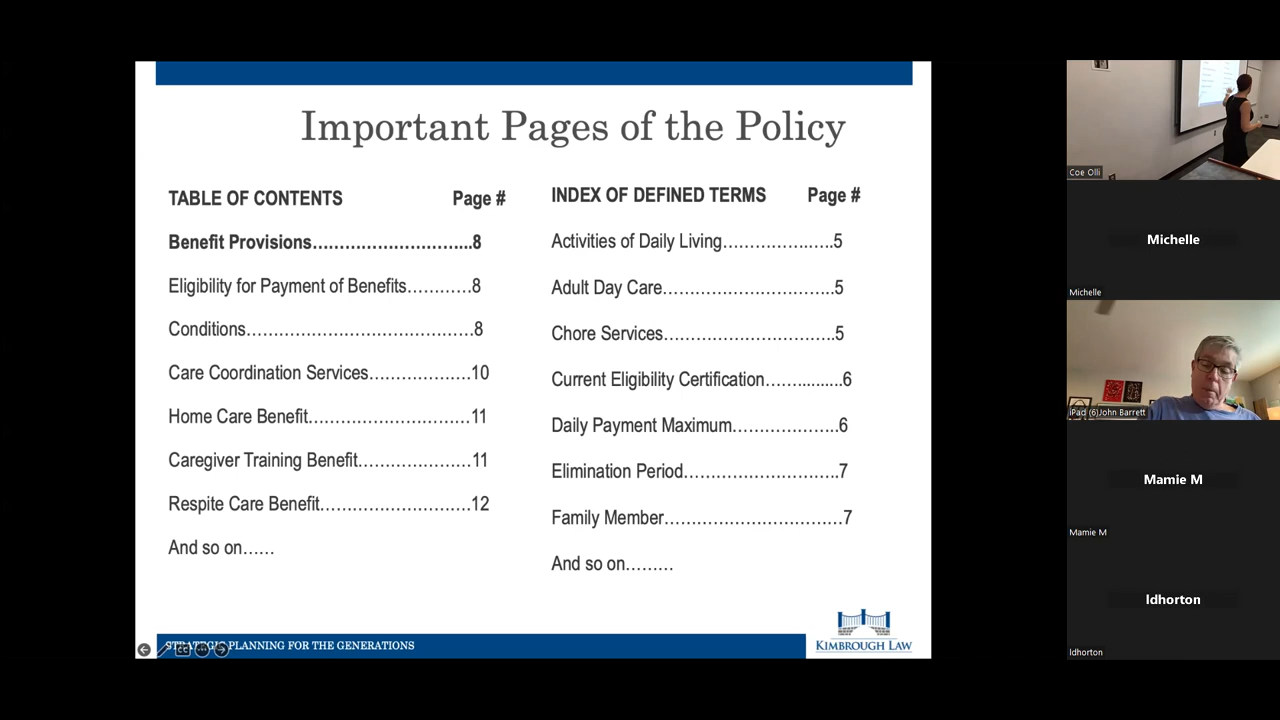 Important Pages of the Policy
TABLE OF CONTENTS Page #
Benefit Provisions………………………...8
Eligibility for Payment of Benefits…………8
Conditions……………………………………8
Care Coordination Services………………10
Home Care Benefit…………………………11
Caregiver Training Benefit…………………11
Respite Care Benefit………………………12
And so on……
INDEX OF DEFINED TERMS Page #
Activities of Daily Living………………..…5
Adult Day Care…………………………..5
Chore Services…………………………..5
Current Eligibility Certification……..........6
Daily Payment Maximum………………..6
Elimination Period……………………….7
Family Member……………………………7
And so on………
STRATEGIC PLANNING FOR THE GENERATIONS
KIMBROUGH LAW
Coe Olli
Michelle
Michelle
iPad (6)John Barrett
Mamie M
Mamie M
ldhorton
ldhorton